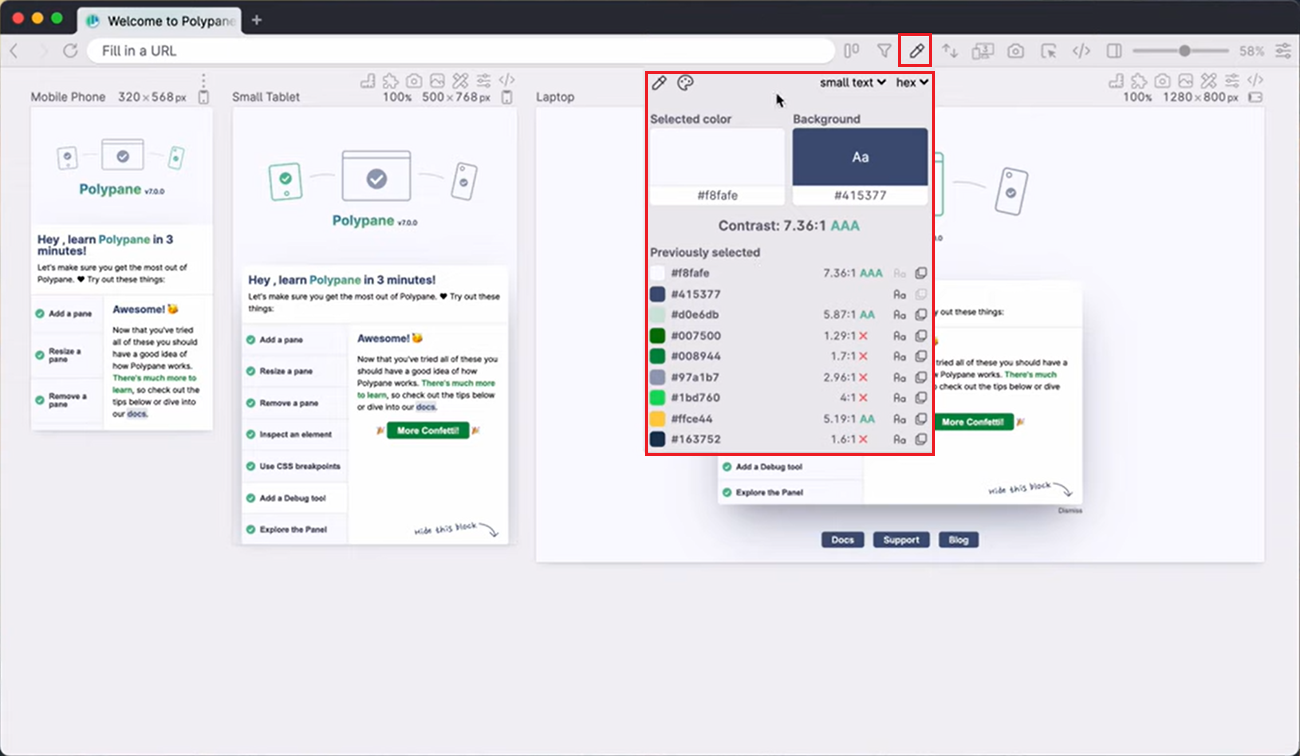 Welcome to Polypane
Fill in a URL
58%
Mobile Phone 320×568px
Small Tablet 100% 500×768px
Laptop 100% 1280×800px
Polypane v7.0.0
Hey , learn Polypane in 3
minutes!
Let's make sure you get the most out of
Polypane. ♥ Try out these things:
Add a pane
Resize a
pane
Remove a
pane
Awesome!
Now that you've tried
all of these you should
have a good idea of
how Polypane works.
There's much more to
learn, so check out the
tips below or dive into
our docs.
Polypane v7.0.0
Hey , learn Polypane in 3 minutes!
Let's make sure you get the most out of Polypane. ♥ Try out these
things:
Add a pane
Resize a pane
Remove a pane
Inspect an element
Use CSS breakpoints
Add a Debug tool
Explore the Panel
Awesome!
Now that you've tried all of these you
should have a good idea of how
Polypane works. There's much more
to learn, so check out the tips below
or dive into our docs.
More Confetti!
Hide this block
small text hex
Selected color Background
Aa
#f8fafe #415377
Contrast: 7.36:1 AAA
Previously selected
#f8fafe 7.36:1 AAA Aa
#415377 Aa
#d0e6db 5.87:1 AA Aa
#007500 1.29:1 × Aa
#008944 1.7:1 × Aa
#97a1b7 2.96:1 × Aa
#1bd760 4:1 × Aa
#ffce44 5.19:1 AA Aa
#163752 1.6:1 × Aa
.0
y out these things:
tried all of these you should have a
how Polypane works. There's much
so check out the tips below or dive
More Confetti!
Add a Debug tool
Explore the Panel
Hide this block
Dismiss
Docs Support Blog